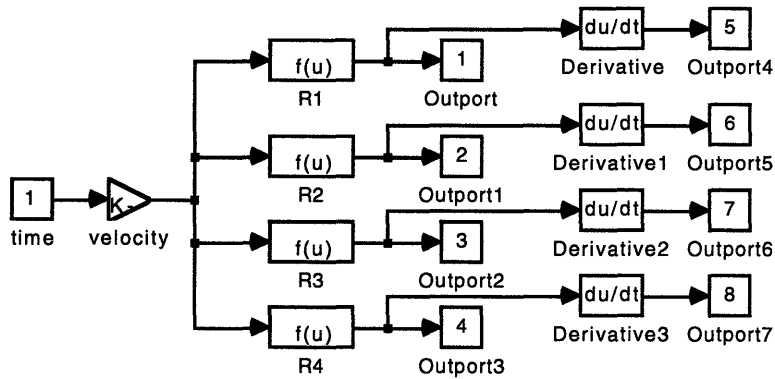 du/dt
5
f(u)
1
Derivative
Outport4
R1
Outport
du/dt
6
f(u)
2
Derivative1
Outport5
R2
Outport1
1
K-
time
velocity
du/dt
7
f(u)
3
Derivative2
Outport6
R3
Outport2
du/dt
8
f(u)
4
Derivative3
Outport7
R4
Outport3